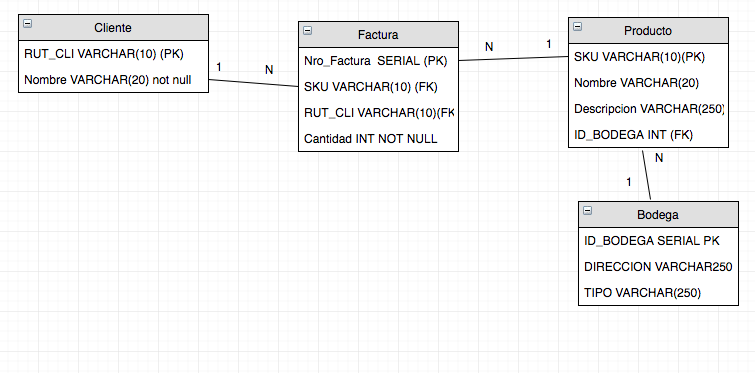 Cliente
RUT_CLI VARCHAR(10) (PK)
Nombre VARCHAR(20) not null
1
N
Factura
Nro_Factura SERIAL (PK)
SKU VARCHAR(10) (FK)
RUT_CLI VARCHAR(10)(FK
Cantidad INT NOT NULL
N
1
Producto
SKU VARCHAR(10)(PK)
Nombre VARCHAR(20)
Descripcion VARCHAR(250)
ID_BODEGA INT (FK)
N
1
Bodega
ID_BODEGA SERIAL PK
DIRECCION VARCHAR250
TIPO VARCHAR(250)